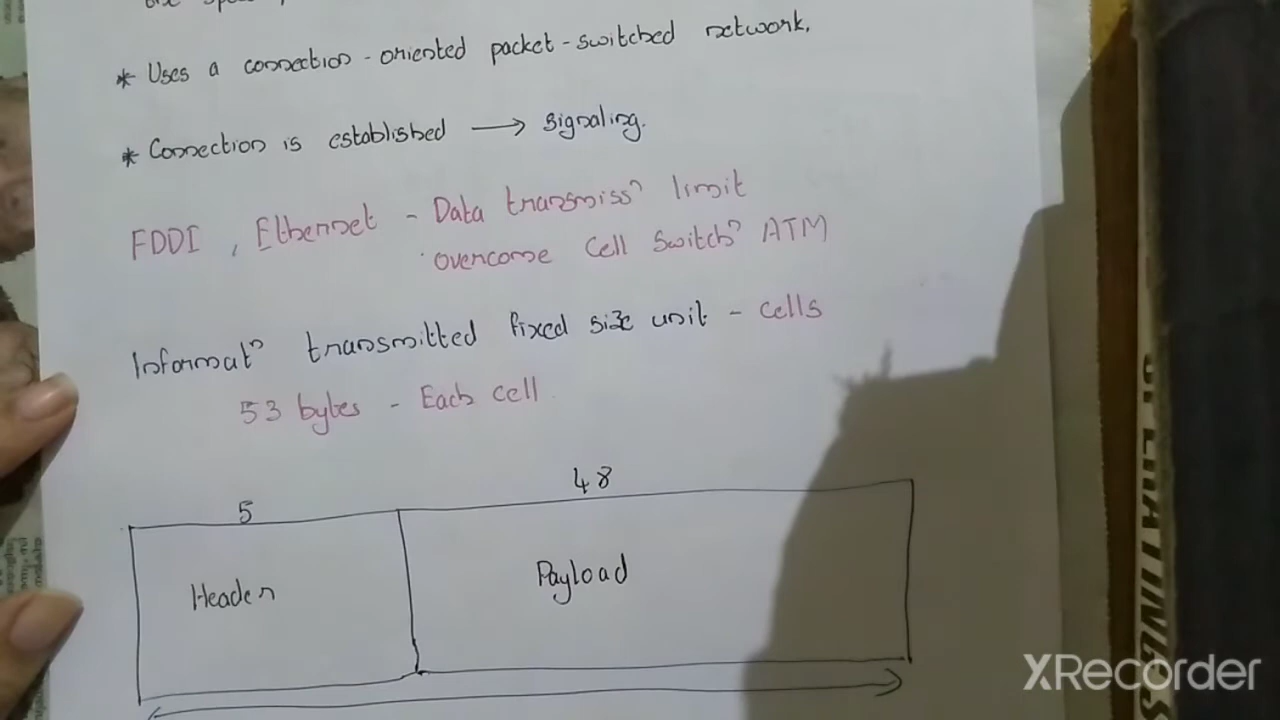 * Uses a connection-oriented packet-switched network.
* Connection is established → signaling.
FDDI, Ethernet - Data transmissⁿ limit
overcome Cell Switchⁿ ATM
Informatⁿ transmitted fixed size unit - cells
53 bytes - Each cell
5
48
Header
Payload
XRecorder